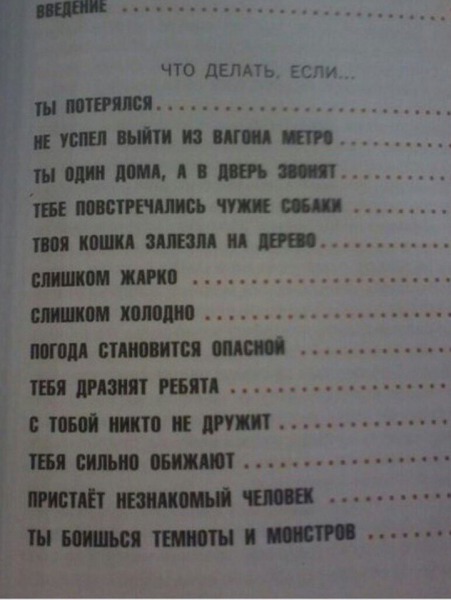 ВВЕДЕНИЕ ..........
ЧТО ДЕЛАТЬ, ЕСЛИ...
ТЫ ПОТЕРЯЛСЯ..........
НЕ УСПЕЛ ВЫЙТИ ИЗ ВАГОНА МЕТРО..........
ТЫ ОДИН ДОМА, А В ДВЕРЬ ЗВОНЯТ..........
ТЕБЕ ПОВСТРЕЧАЛИСЬ ЧУЖИЕ СОБАКИ..........
ТВОЯ КОШКА ЗАЛЕЗЛА НА ДЕРЕВО..........
СЛИШКОМ ЖАРКО ..........
СЛИШКОМ ХОЛОДНО ..........
ПОГОДА СТАНОВИТСЯ ОПАСНОЙ ..........
ТЕБЯ ДРАЗНЯТ РЕБЯТА ..........
С ТОБОЙ НИКТО НЕ ДРУЖИТ..........
ТЕБЯ СИЛЬНО ОБИЖАЮТ..........
ПРИСТАЁТ НЕЗНАКОМЫЙ ЧЕЛОВЕК ..........
ТЫ БОИШЬСЯ ТЕМНОТЫ И МОНСТРОВ ..........